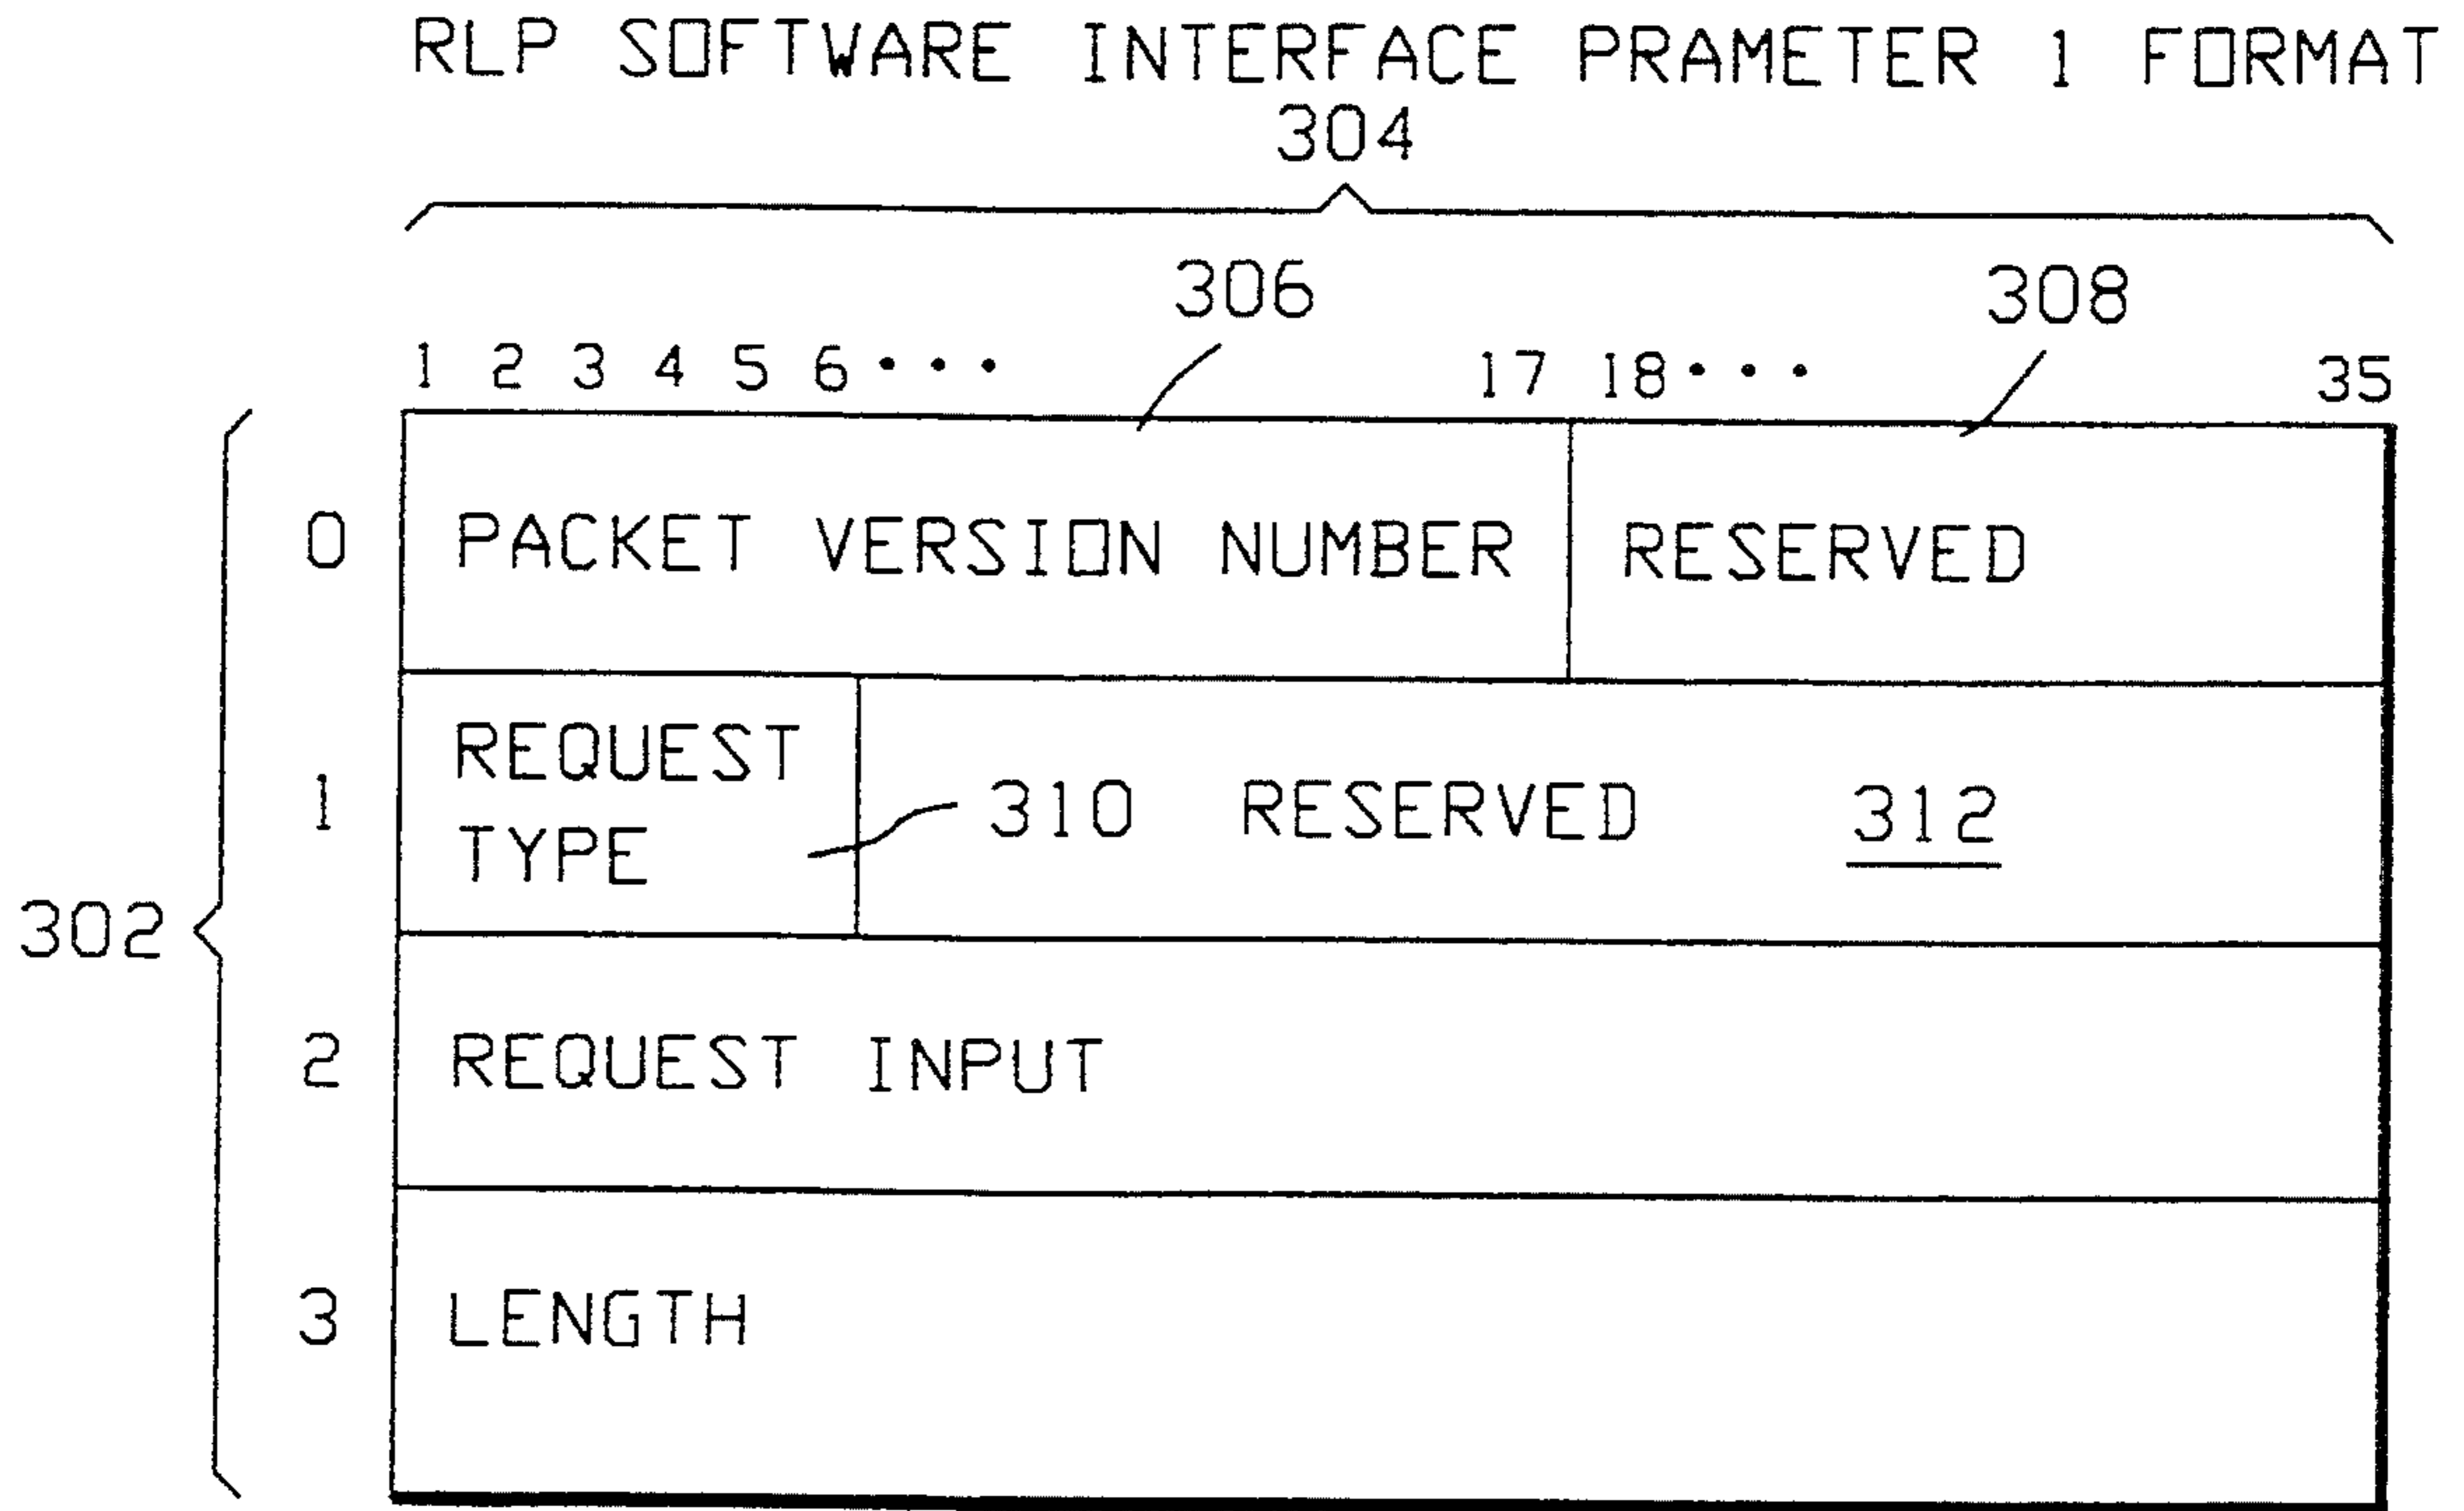 RLP SOFTWARE INTERFACE PRAMETER 1 FORMAT
304
306 308
1 2 3 4 5 6 • • • 17 18 • • • 35
0 PACKET VERSION NUMBER RESERVED
REQUEST
1 310 RESERVED 312
TYPE
302
2 REQUEST INPUT
3 LENGTH